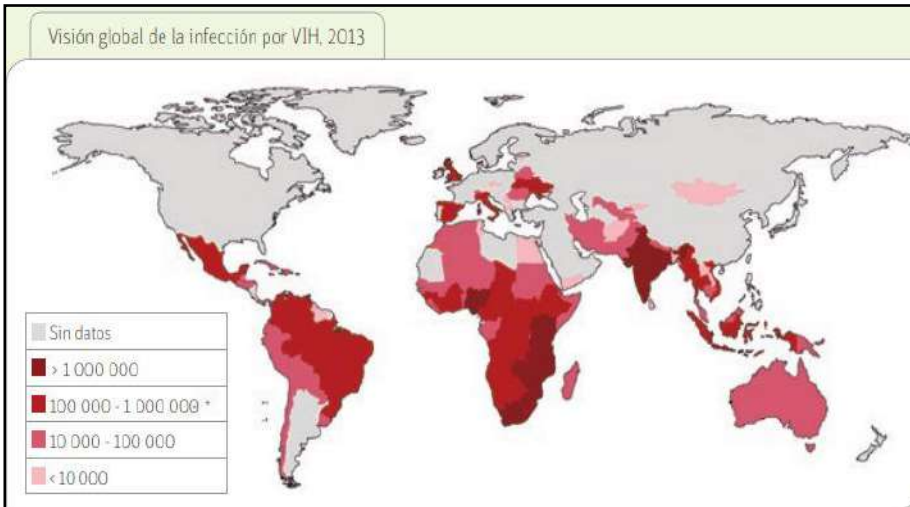 Visión global de la infección por VIH, 2013
Sin datos
> 1 000 000
100 000 - 1 000 000 *
10 000 - 100 000
< 10 000